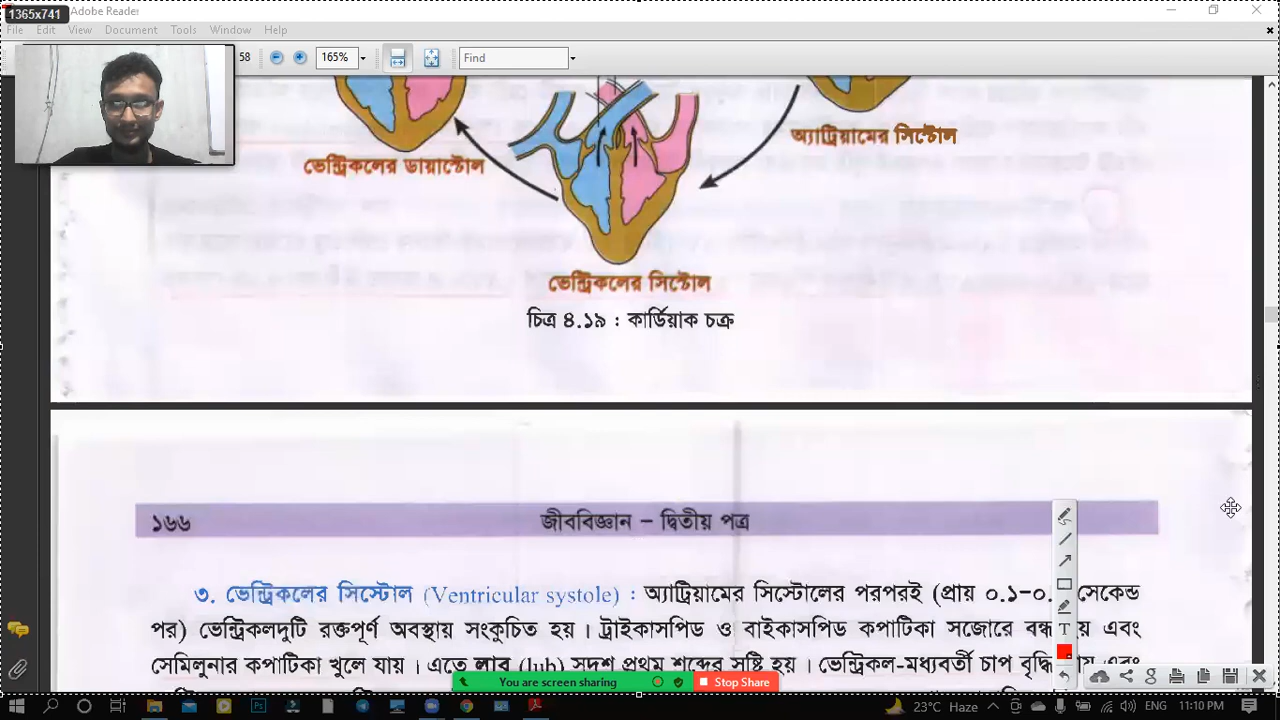 1365x741
Adobe Reader
File Edit View Document Tools Window Help
58 165% Find
অ্যাট্রিয়ামের সিস্টোল
ভেন্ট্রিকলের ডায়াস্টোল
ভেন্ট্রিকলের সিস্টোল
চিত্র ৪.১৯ : কার্ডিয়াক চক্র
১৬৬ জীববিজ্ঞান – দ্বিতীয় পত্র
৩. ভেন্ট্রিকলের সিস্টোল (Ventricular systole) : অ্যাট্রিয়ামের সিস্টোলের পরপরই (প্রায় ০.১–০. সেকেন্ড
পর) ভেন্ট্রিকলদুটি রক্তপূর্ণ অবস্থায় সংকুচিত হয়। ট্রাইকাসপিড ও বাইকাসপিড কপাটিকা সজোরে বন্ধ হয় এবং
সেমিলুনার কপাটিকা খুলে যায়। এতে লাব (lub) সদৃশ প্রথম শব্দের সৃষ্টি হয়। ভেন্ট্রিকল-মধ্যবর্তী চাপ বৃদ্ধি পায় এবং
You are screen sharing Stop Share
23°C Haze ENG 11:10 PM